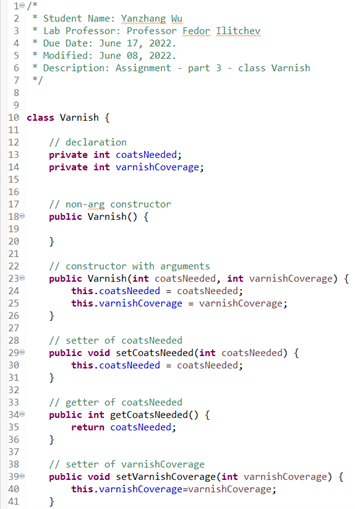 1 /*
2 * Student Name: Yanzhang Wu
3 * Lab Professor: Professor Fedor Ilitchev
4 * Due Date: June 17, 2022.
5 * Modified: June 08, 2022.
6 * Description: Assignment - part 3 - class Varnish
7 */
8
9
10 class Varnish {
11
12 // declaration
13 private int coatsNeeded;
14 private int varnishCoverage;
15
16
17 // non-arg constructor
18 public Varnish() {
19
20 }
21
22 // constructor with arguments
23 public Varnish(int coatsNeeded, int varnishCoverage) {
24 this.coatsNeeded = coatsNeeded;
25 this.varnishCoverage = varnishCoverage;
26 }
27
28 // setter of coatsNeeded
29 public void setCoatsNeeded(int coatsNeeded) {
30 this.coatsNeeded = coatsNeeded;
31 }
32
33 // getter of coatsNeeded
34 public int getCoatsNeeded() {
35 return coatsNeeded;
36 }
37
38 // setter of varnishCoverage
39 public void setVarnishCoverage(int varnishCoverage) {
40 this.varnishCoverage=varnishCoverage;
41 }